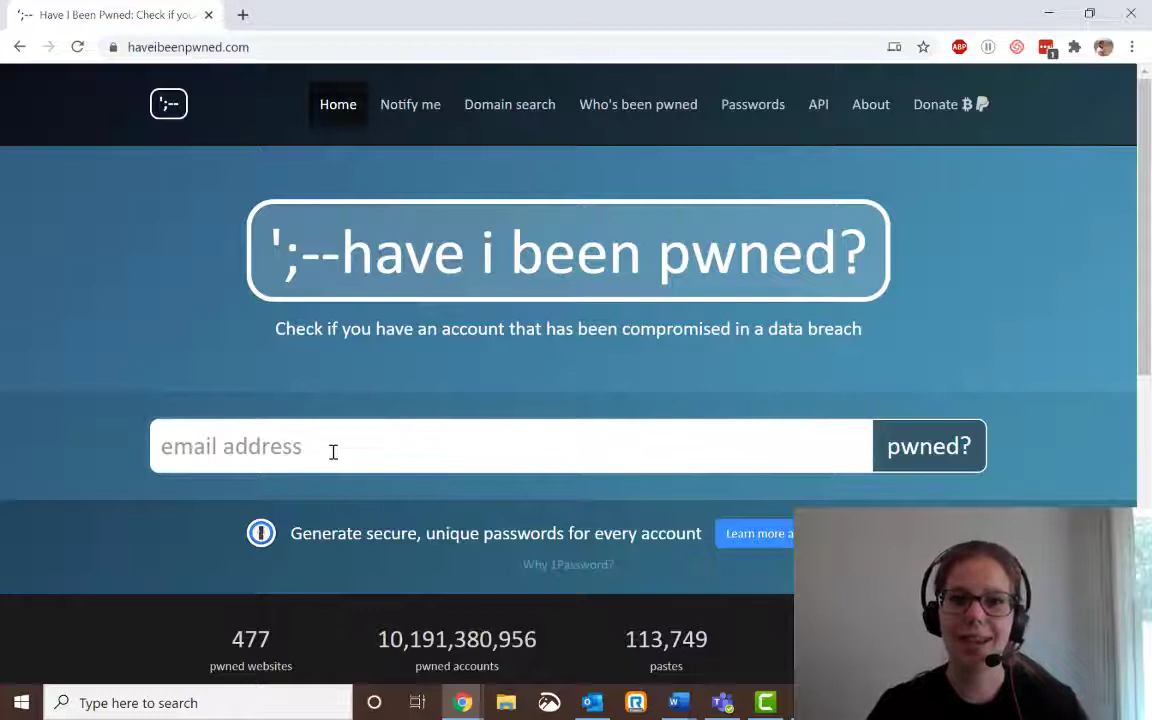 ';-- Have I Been Pwned: Check if you
haveibeenpwned.com
ABP
1
';--
Home Notify me Domain search Who's been pwned Passwords API About Donate
';--have i been pwned?
Check if you have an account that has been compromised in a data breach
email address
pwned?
Generate secure, unique passwords for every account
Learn more a
Why 1Password?
477 10,191,380,956 113,749
pwned websites pwned accounts pastes
Type here to search